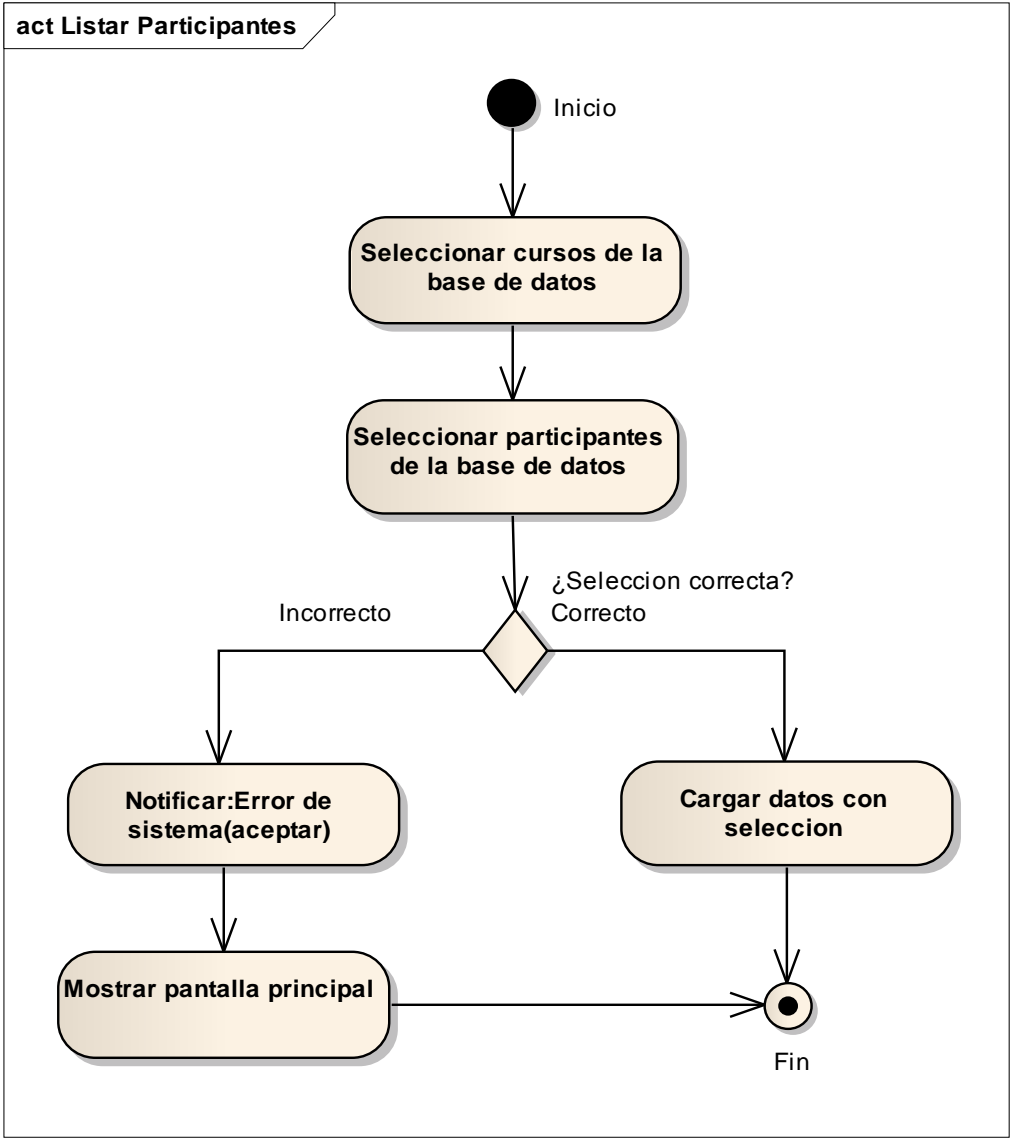 act Listar Participantes
Inicio
Seleccionar cursos de la
base de datos
Seleccionar participantes
de la base de datos
¿Seleccion correcta?
Incorrecto
Correcto
Notificar:Error de
sistema(aceptar)
Cargar datos con
seleccion
Mostrar pantalla principal
Fin